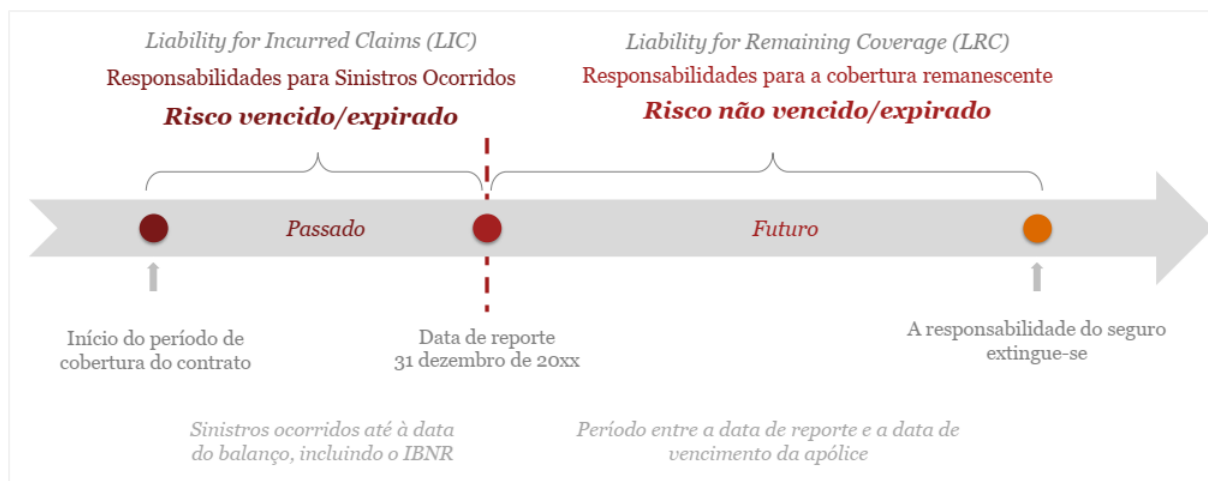 Liability for Incurred Claims (LIC)
Responsabilidades para Sinistros Ocorridos
Risco vencido/expirado
Liability for Remaining Coverage (LRC)
Responsabilidades para a cobertura remanescente
Risco não vencido/expirado
Passado
Futuro
Início do período de
cobertura do contrato
Data de reporte
31 dezembro de 20xx
A responsabilidade do seguro
extingue-se
Sinistros ocorridos até à data
do balanço, incluindo o IBNR
Período entre a data de reporte e a data de
vencimento da apólice